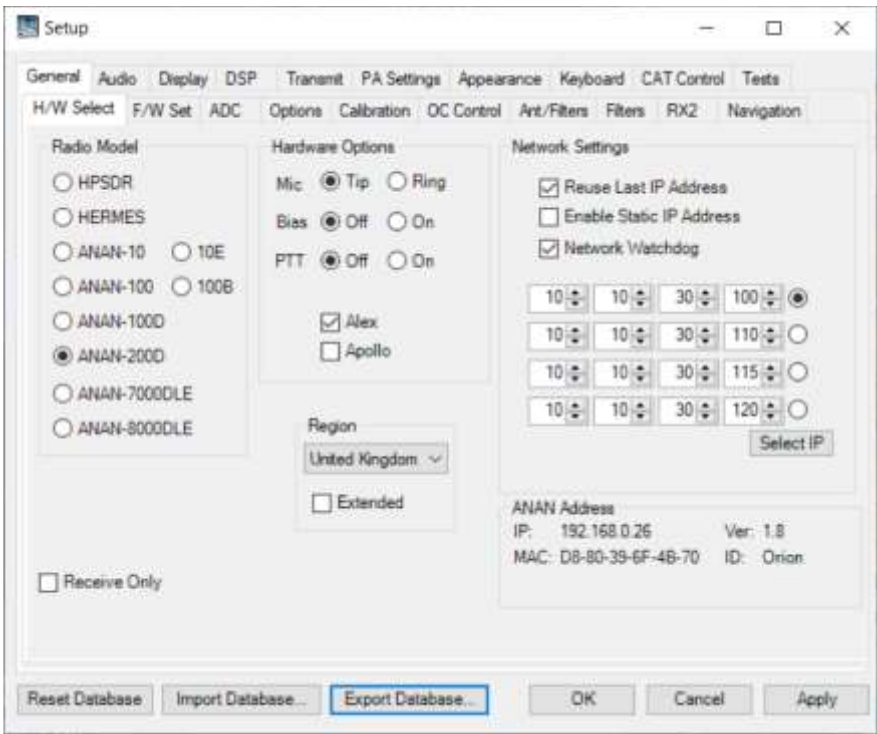 Setup
General Audio Display DSP Transmit PA Settings Appearance Keyboard CAT Control Tests
H/W Select F/W Set ADC Options Calibration OC Control Ant/Filters Filters RX2 Navigation
Radio Model
HPSDR
HERMES
ANAN-10 10E
ANAN-100 100B
ANAN-100D
ANAN-200D
ANAN-7000DLE
ANAN-8000DLE
Hardware Options
Mic Tip Ring
Bias Off On
PTT Off On
Alex
Apollo
Region
United Kingdom
Extended
Network Settings
Reuse Last IP Address
Enable Static IP Address
Network Watchdog
10 10 30 100
10 10 30 110
10 10 30 115
10 10 30 120
Select IP
ANAN Address
IP: 192.168.0.26 Ver: 1.8
MAC: D8-80-39-6F-4B-70 ID: Orion
Receive Only
Reset Database Import Database... Export Database... OK Cancel Apply